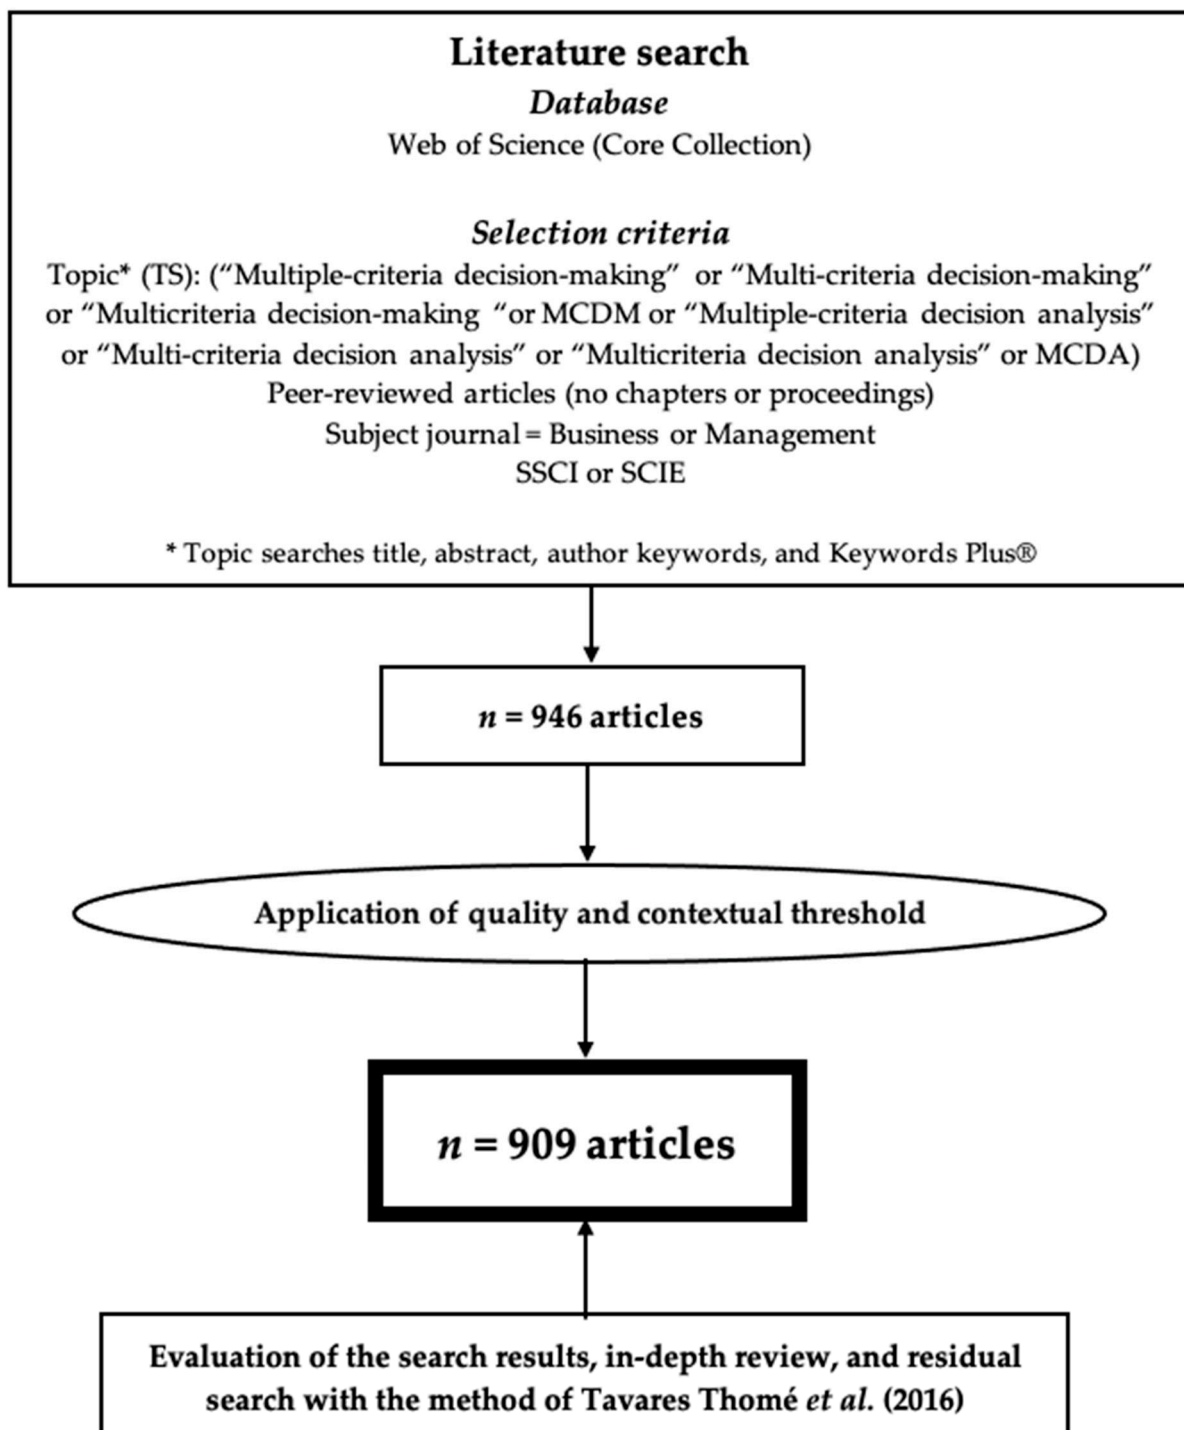 Literature search
Database
Web of Science (Core Collection)
Selection criteria
Topic* (TS): (“Multiple-criteria decision-making” or “Multi-criteria decision-making”
or “Multicriteria decision-making “or MCDM or “Multiple-criteria decision analysis”
or “Multi-criteria decision analysis” or “Multicriteria decision analysis” or MCDA)
Peer-reviewed articles (no chapters or proceedings)
Subject journal = Business or Management
SSCI or SCIE
* Topic searches title, abstract, author keywords, and Keywords Plus®
n = 946 articles
Application of quality and contextual threshold
n = 909 articles
Evaluation of the search results, in-depth review, and residual
search with the method of Tavares Thomé et al. (2016)